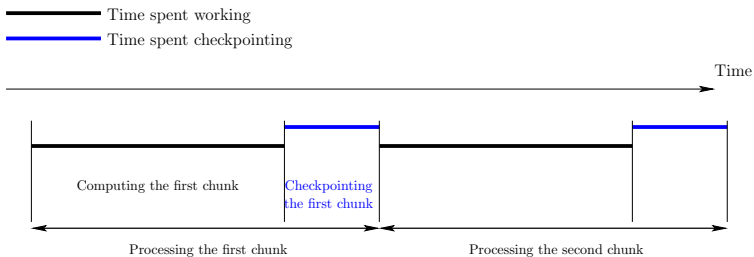 Time spent working
Time spent checkpointing
Time
Computing the first chunk
Checkpointing
the first chunk
Processing the first chunk
Processing the second chunk